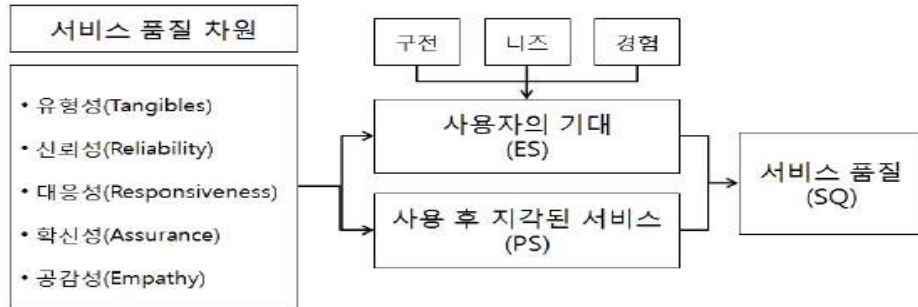 서비스 품질 차원
• 유형성(Tangibles)
• 신뢰성(Reliability)
• 대응성(Responsiveness)
• 확신성(Assurance)
• 공감성(Empathy)
구전
니즈
경험
사용자의 기대
(ES)
사용 후 지각된 서비스
(PS)
서비스 품질
(SQ)